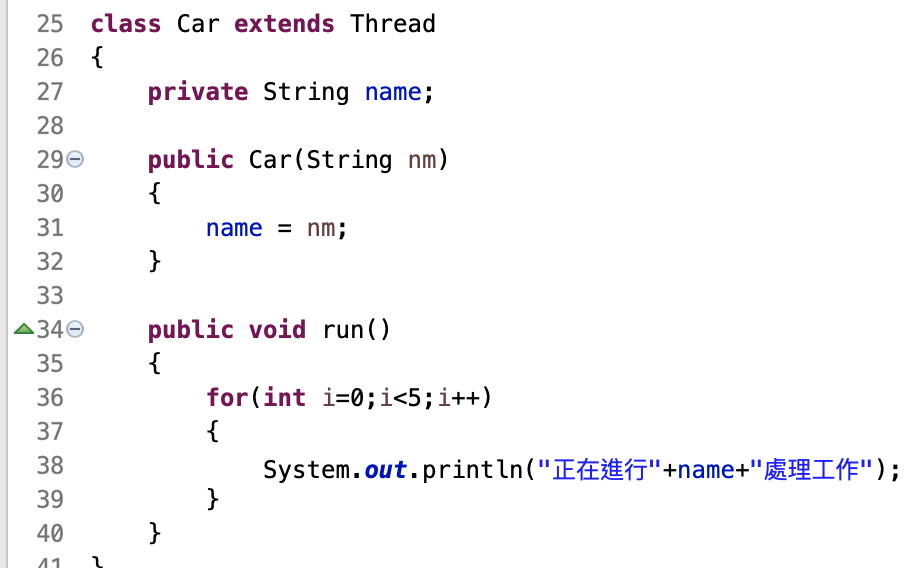 25 class Car extends Thread
26 {
27     private String name;
28
29     public Car(String nm)
30     {
31         name = nm;
32     }
33
34     public void run()
35     {
36         for(int i=0;i<5;i++)
37         {
38             System.out.println("正在進行"+name+"處理工作");
39         }
40     }
41 }